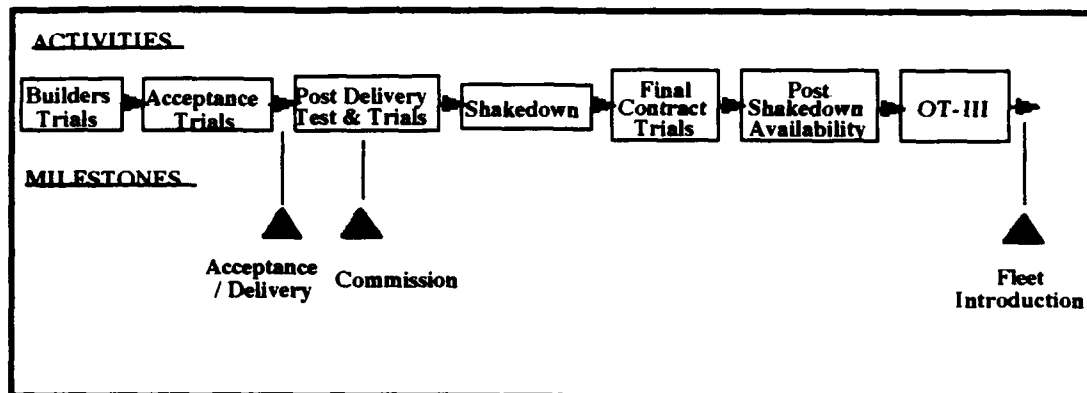 ACTIVITIES
Builders
Trials
Acceptance
Trials
Post Delivery
Test & Trials
Shakedown
Final
Contract
Trials
Post
Shakedown
Availability
OT-III
MILESTONES
Acceptance
/ Delivery
Commission
Fleet
Introduction